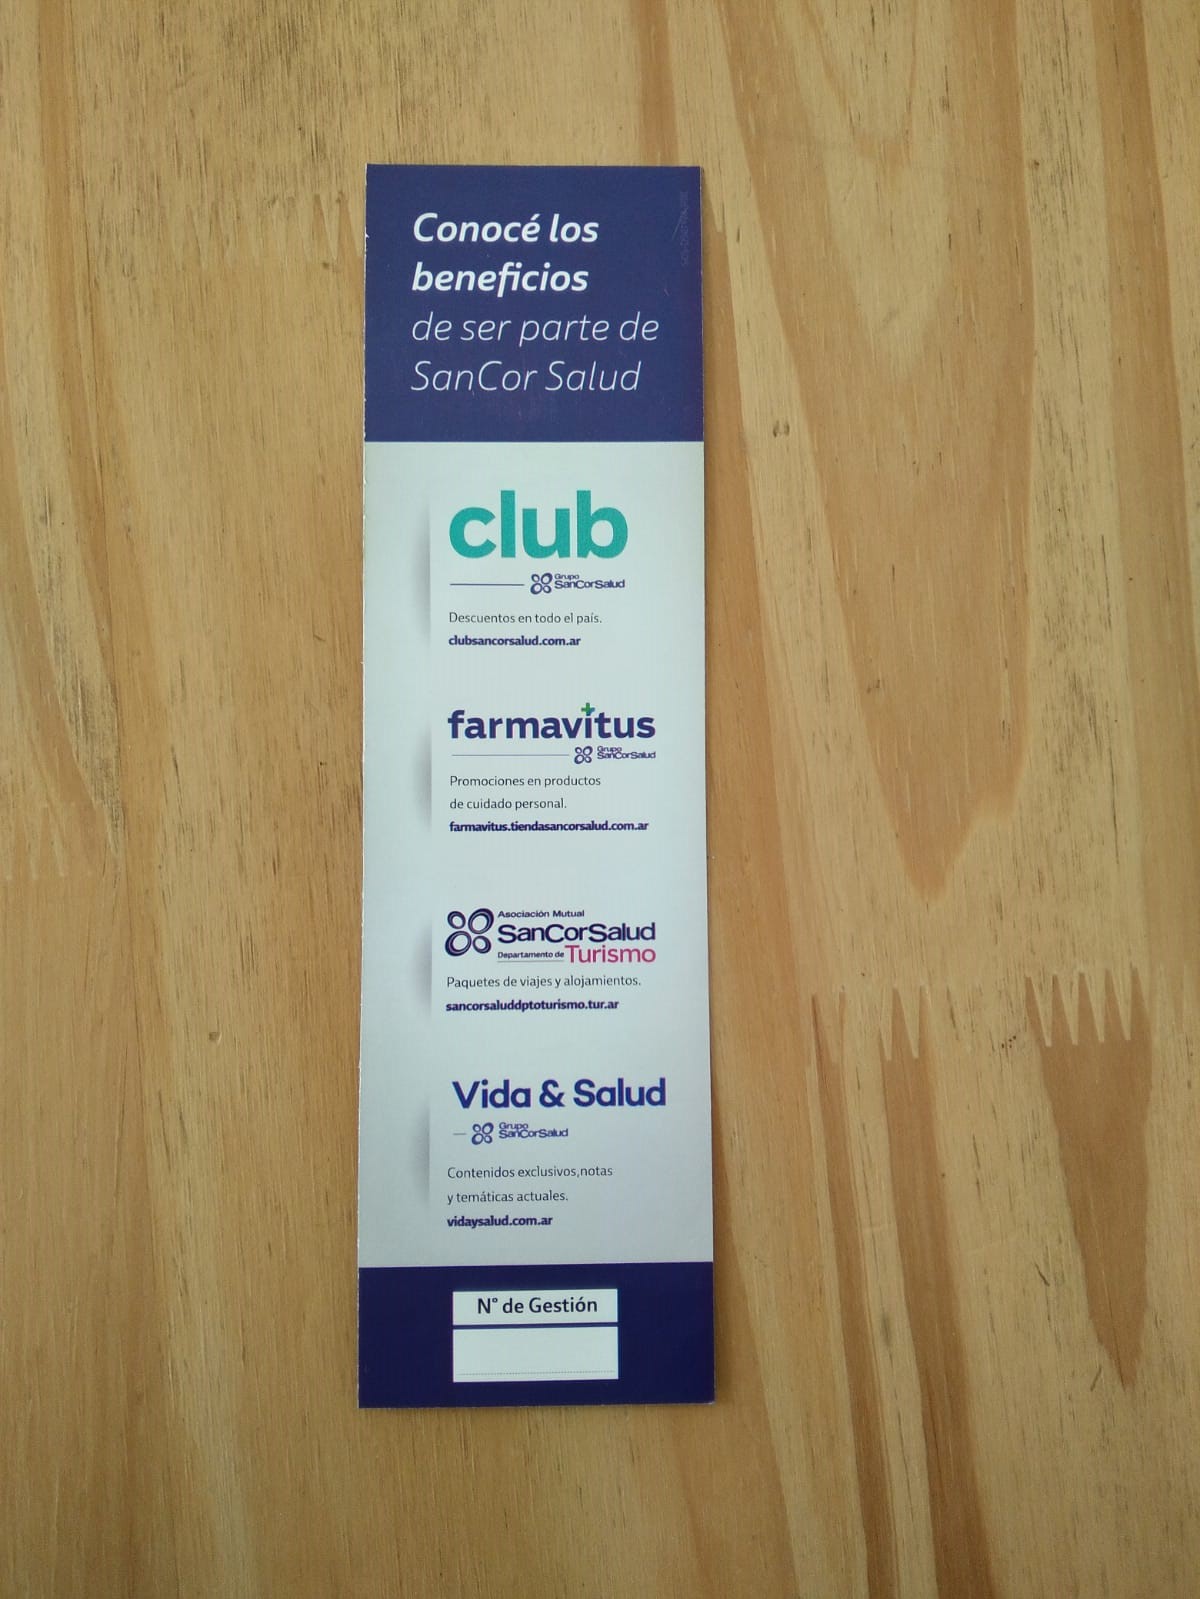 Conocé los
beneficios
de ser parte de
SanCor Salud
club
Grupo
SanCorSalud
Descuentos en todo el país.
clubsancorsalud.com.ar
farmavitus
Grupo
SanCorSalud
Promociones en productos
de cuidado personal.
farmavitus.tiendasancorsalud.com.ar
Asociación Mutual
SanCorSalud
Departamento de Turismo
Paquetes de viajes y alojamientos.
sancorsaluddptoturismo.tur.ar
Vida & Salud
Grupo
SanCorSalud
Contenidos exclusivos,notas
y temáticas actuales.
vidaysalud.com.ar
N° de Gestión